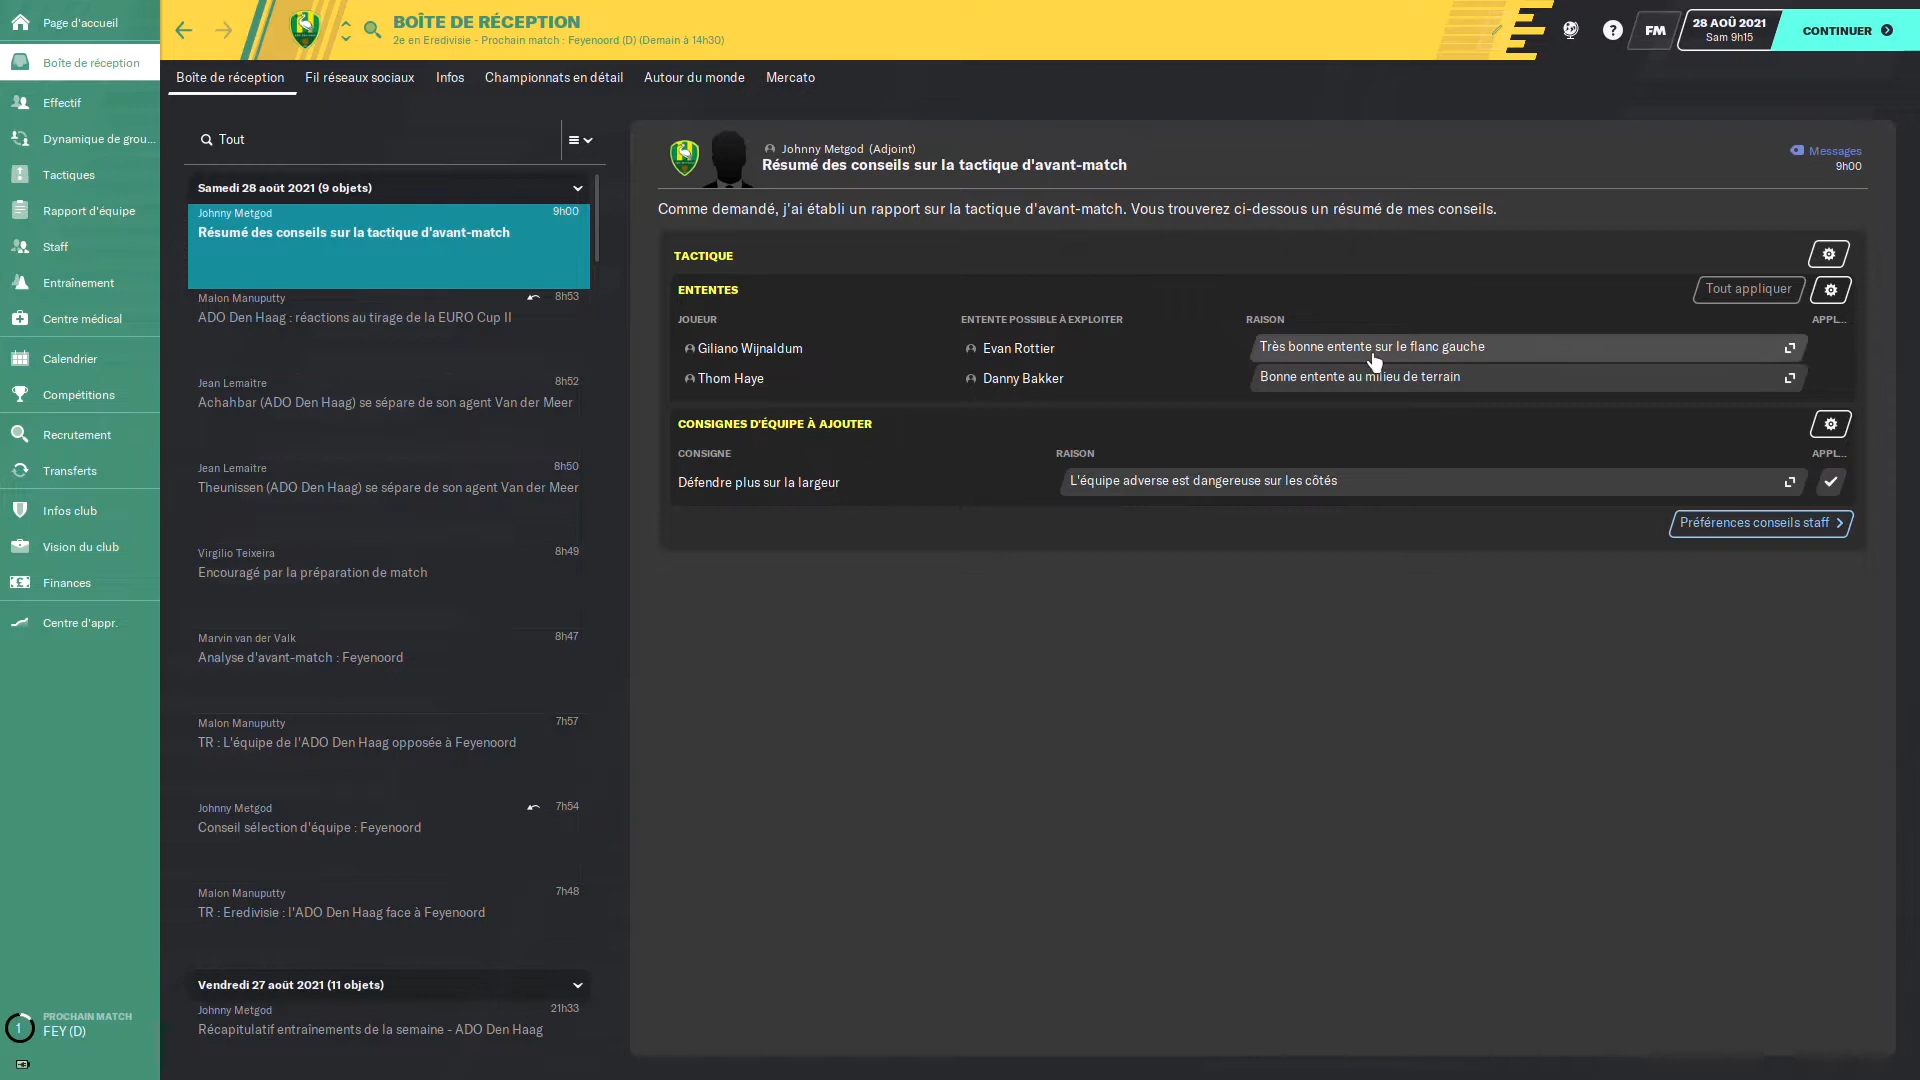 Page d'accueil
Boîte de réception
Effectif
Dynamique de grou...
Tactiques
Rapport d'équipe
Staff
Entraînement
Centre médical
Calendrier
Compétitions
Recrutement
Transferts
Infos club
Vision du club
Finances
Centre d'appr.
1
PROCHAIN MATCH
FEY (D)
BOÎTE DE RÉCEPTION
2e en Eredivisie - Prochain match : Feyenoord (D) (Demain à 14h30)
?
FM
28 AOÛ 2021
Sam 9h15
CONTINUER
Boîte de réception
Fil réseaux sociaux
Infos
Championnats en détail
Autour du monde
Mercato
Tout
Samedi 28 août 2021 (9 objets)
Johnny Metgod
9h00
Résumé des conseils sur la tactique d'avant-match
Malon Manuputty
8h53
ADO Den Haag : réactions au tirage de la EURO Cup II
Jean Lemaitre
8h52
Achahbar (ADO Den Haag) se sépare de son agent Van der Meer
Jean Lemaitre
8h50
Theunissen (ADO Den Haag) se sépare de son agent Van der Meer
Virgilio Teixeira
8h49
Encouragé par la préparation de match
Marvin van der Valk
8h47
Analyse d'avant-match : Feyenoord
Malon Manuputty
7h57
TR : L'équipe de l'ADO Den Haag opposée à Feyenoord
Johnny Metgod
7h54
Conseil sélection d'équipe : Feyenoord
Malon Manuputty
7h48
TR : Eredivisie : l'ADO Den Haag face à Feyenoord
Vendredi 27 août 2021 (11 objets)
Johnny Metgod
21h33
Récapitulatif entraînements de la semaine - ADO Den Haag
Johnny Metgod (Adjoint)
Résumé des conseils sur la tactique d'avant-match
Messages
9h00
Comme demandé, j'ai établi un rapport sur la tactique d'avant-match. Vous trouverez ci-dessous un résumé de mes conseils.
TACTIQUE
ENTENTES
Tout appliquer
JOUEUR
ENTENTE POSSIBLE À EXPLOITER
RAISON
APPL...
Giliano Wijnaldum
Evan Rottier
Très bonne entente sur le flanc gauche
Thom Haye
Danny Bakker
Bonne entente au milieu de terrain
CONSIGNES D'ÉQUIPE À AJOUTER
CONSIGNE
RAISON
APPL...
Défendre plus sur la largeur
L'équipe adverse est dangereuse sur les côtés
Préférences conseils staff